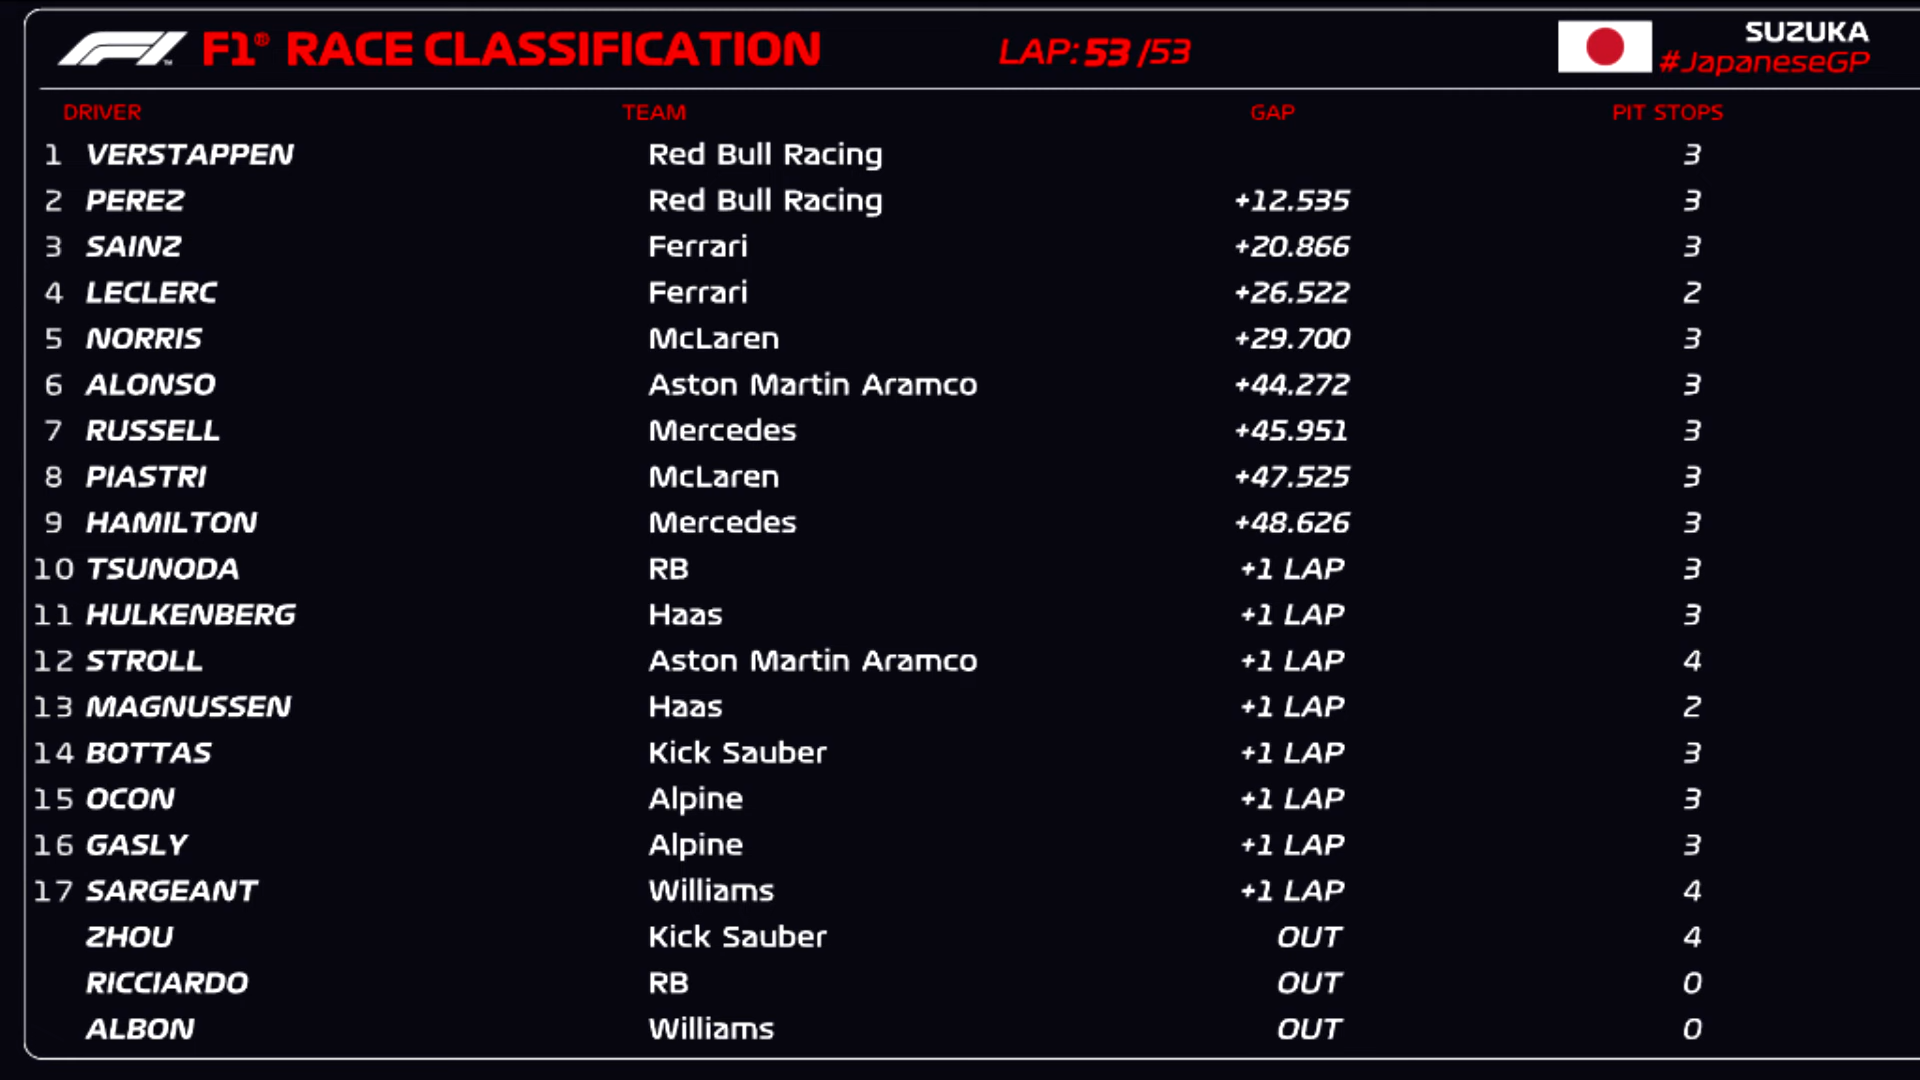 F1® RACE CLASSIFICATION LAP: 53 /53 SUZUKA
#JapaneseGP
DRIVER TEAM GAP PIT STOPS
1 VERSTAPPEN Red Bull Racing 3
2 PEREZ Red Bull Racing +12.535 3
3 SAINZ Ferrari +20.866 3
4 LECLERC Ferrari +26.522 2
5 NORRIS McLaren +29.700 3
6 ALONSO Aston Martin Aramco +44.272 3
7 RUSSELL Mercedes +45.951 3
8 PIASTRI McLaren +47.525 3
9 HAMILTON Mercedes +48.626 3
10 TSUNODA RB +1 LAP 3
11 HULKENBERG Haas +1 LAP 3
12 STROLL Aston Martin Aramco +1 LAP 4
13 MAGNUSSEN Haas +1 LAP 2
14 BOTTAS Kick Sauber +1 LAP 3
15 OCON Alpine +1 LAP 3
16 GASLY Alpine +1 LAP 3
17 SARGEANT Williams +1 LAP 4
ZHOU Kick Sauber OUT 4
RICCIARDO RB OUT 0
ALBON Williams OUT 0